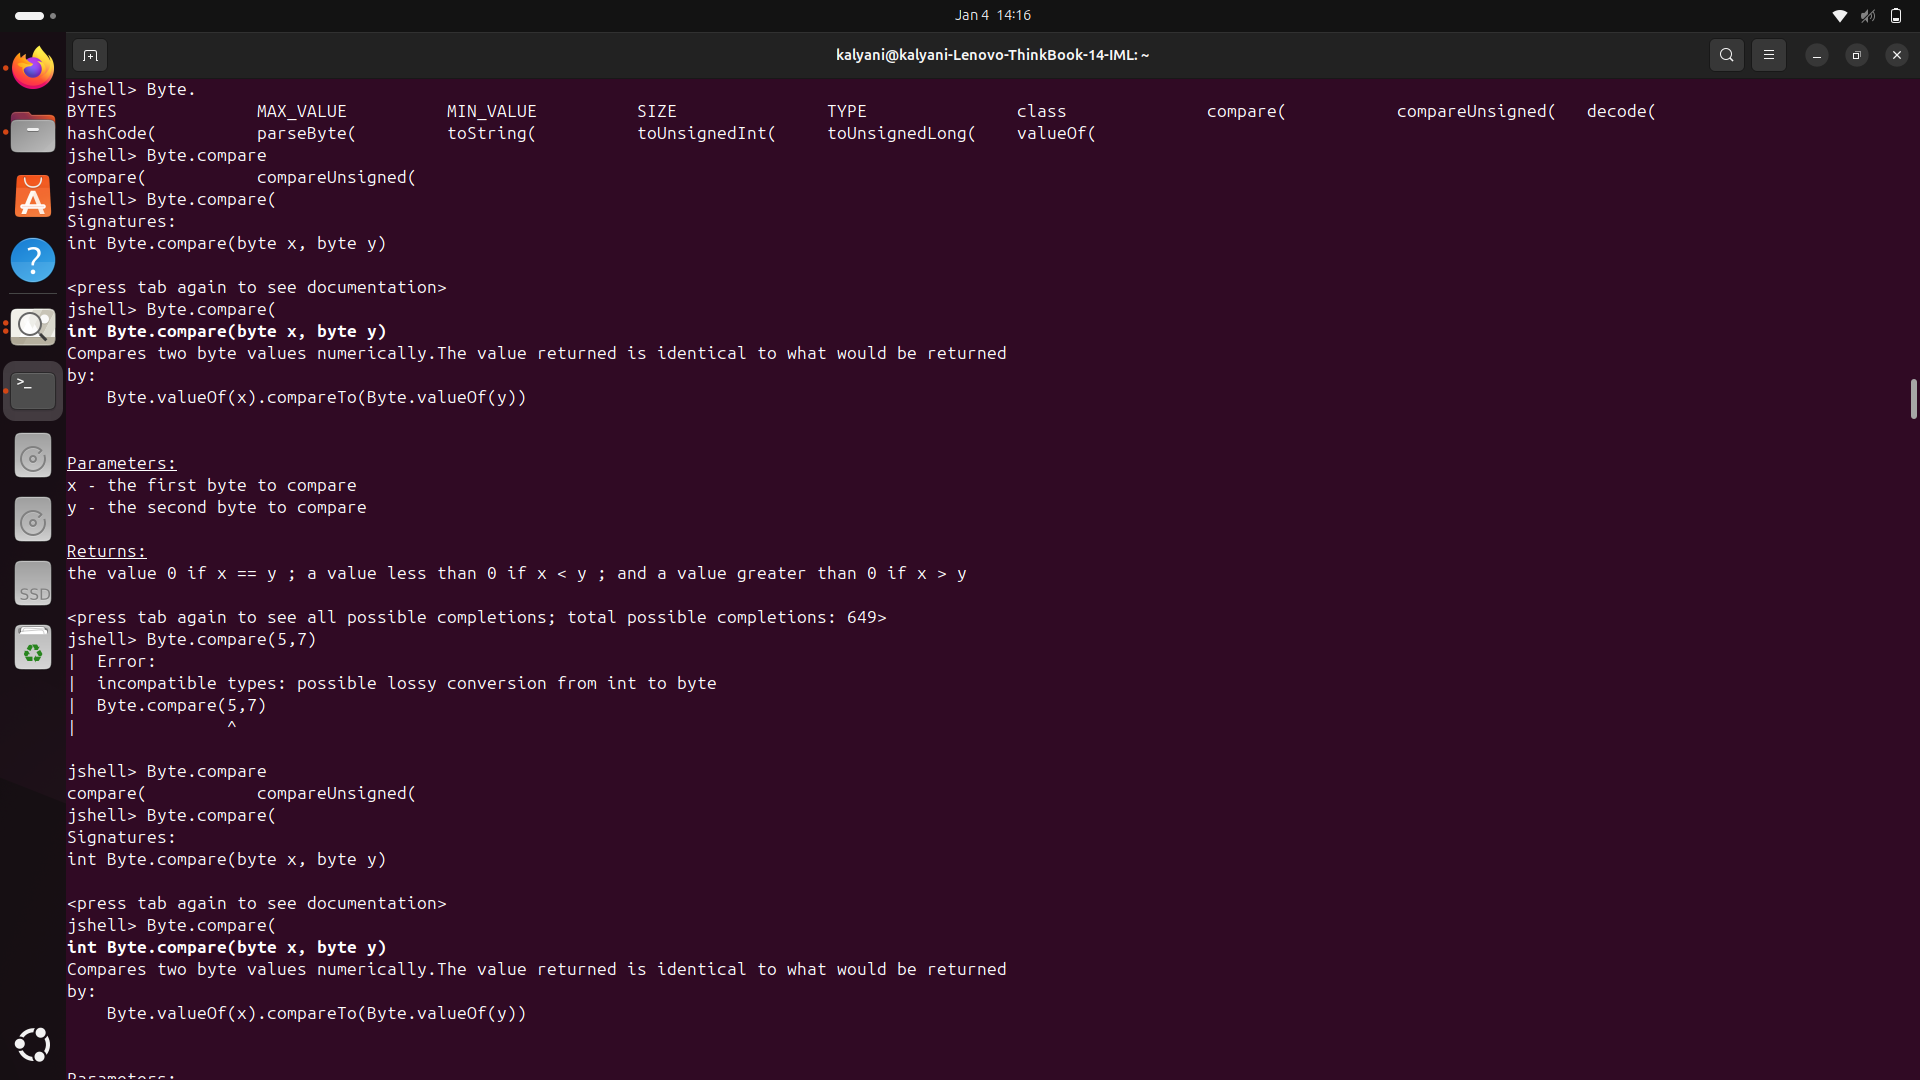 Jan 4 14:16
kalyani@kalyani-Lenovo-ThinkBook-14-IML: ~
jshell> Byte.
BYTES MAX_VALUE MIN_VALUE SIZE TYPE class compare( compareUnsigned( decode(
hashCode( parseByte( toString( toUnsignedInt( toUnsignedLong( valueOf(
jshell> Byte.compare
compare( compareUnsigned(
jshell> Byte.compare(
Signatures:
int Byte.compare(byte x, byte y)
<press tab again to see documentation>
jshell> Byte.compare(
int Byte.compare(byte x, byte y)
Compares two byte values numerically.The value returned is identical to what would be returned
by:
Byte.valueOf(x).compareTo(Byte.valueOf(y))
Parameters:
x - the first byte to compare
y - the second byte to compare
Returns:
the value 0 if x == y ; a value less than 0 if x < y ; and a value greater than 0 if x > y
<press tab again to see all possible completions; total possible completions: 649>
jshell> Byte.compare(5,7)
| Error:
| incompatible types: possible lossy conversion from int to byte
| Byte.compare(5,7)
| ^
jshell> Byte.compare
compare( compareUnsigned(
jshell> Byte.compare(
Signatures:
int Byte.compare(byte x, byte y)
<press tab again to see documentation>
jshell> Byte.compare(
int Byte.compare(byte x, byte y)
Compares two byte values numerically.The value returned is identical to what would be returned
by:
Byte.valueOf(x).compareTo(Byte.valueOf(y))
Parameters:
SSD